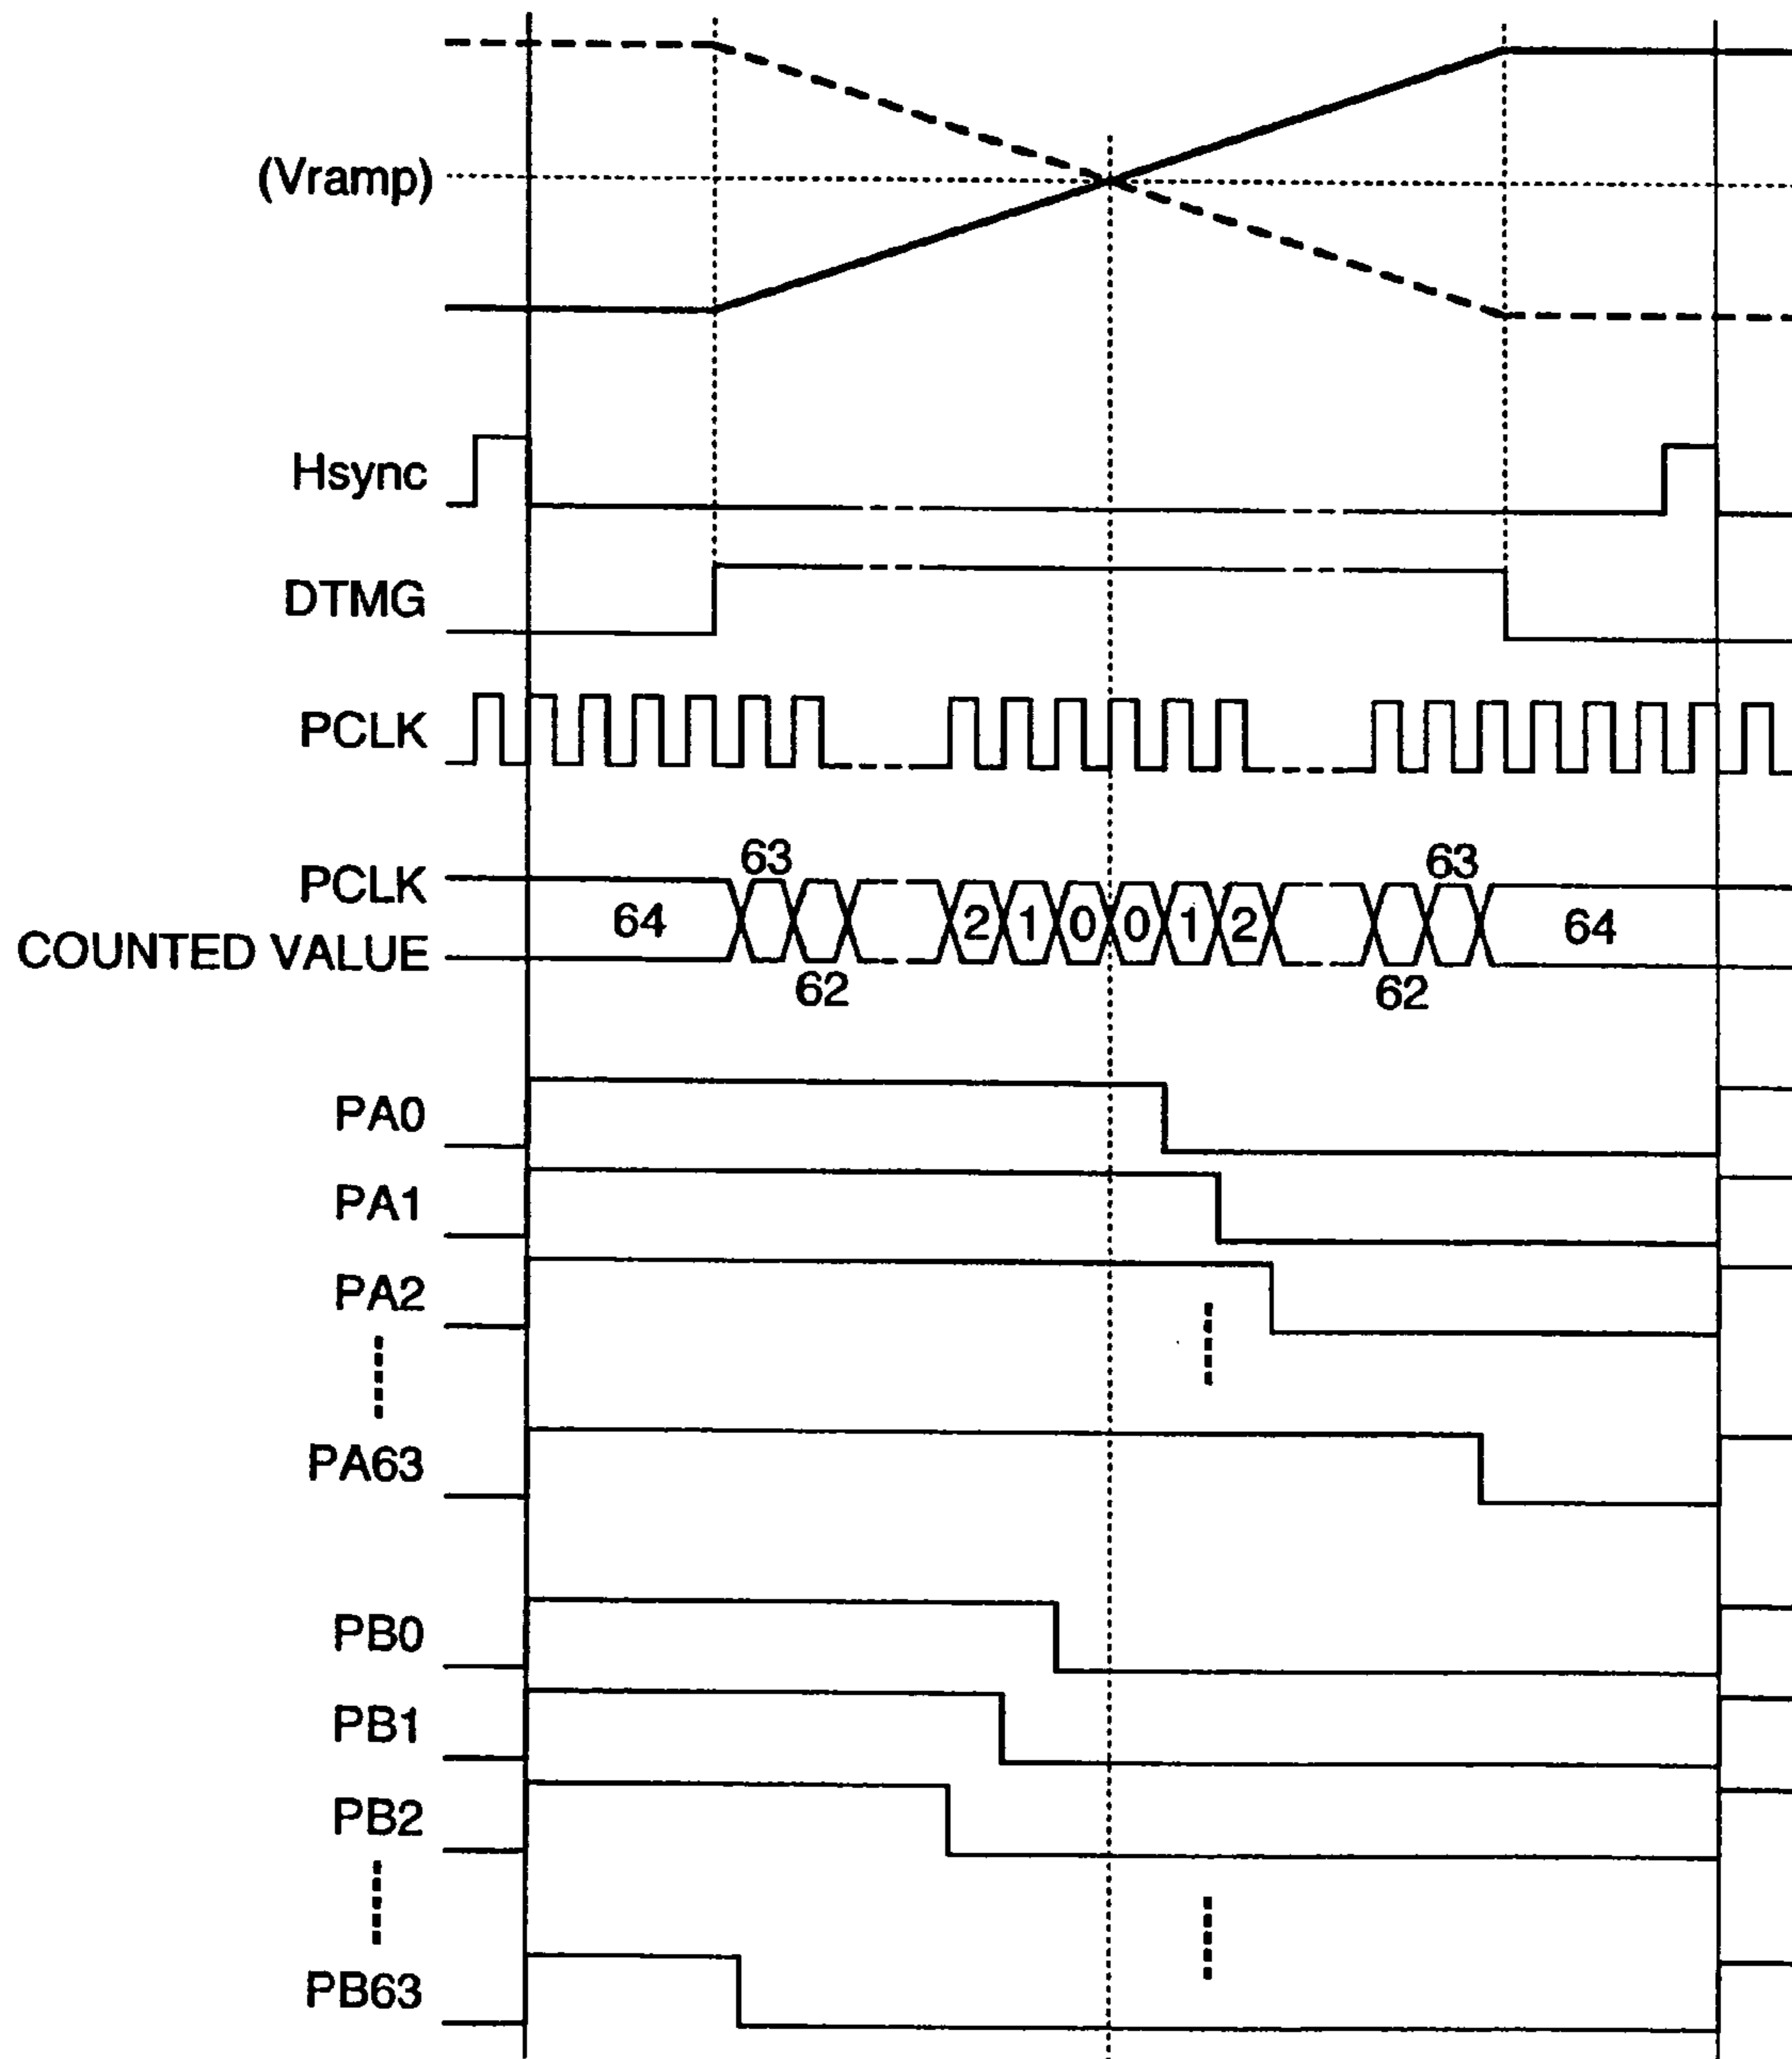 (Vramp)
Hsync
DTMG
PCLK
63 63
PCLK
64 2 1 0 0 1 2 64
COUNTED VALUE
62 62
PA0
PA1
PA2
PA63
PB0
PB1
PB2
PB63